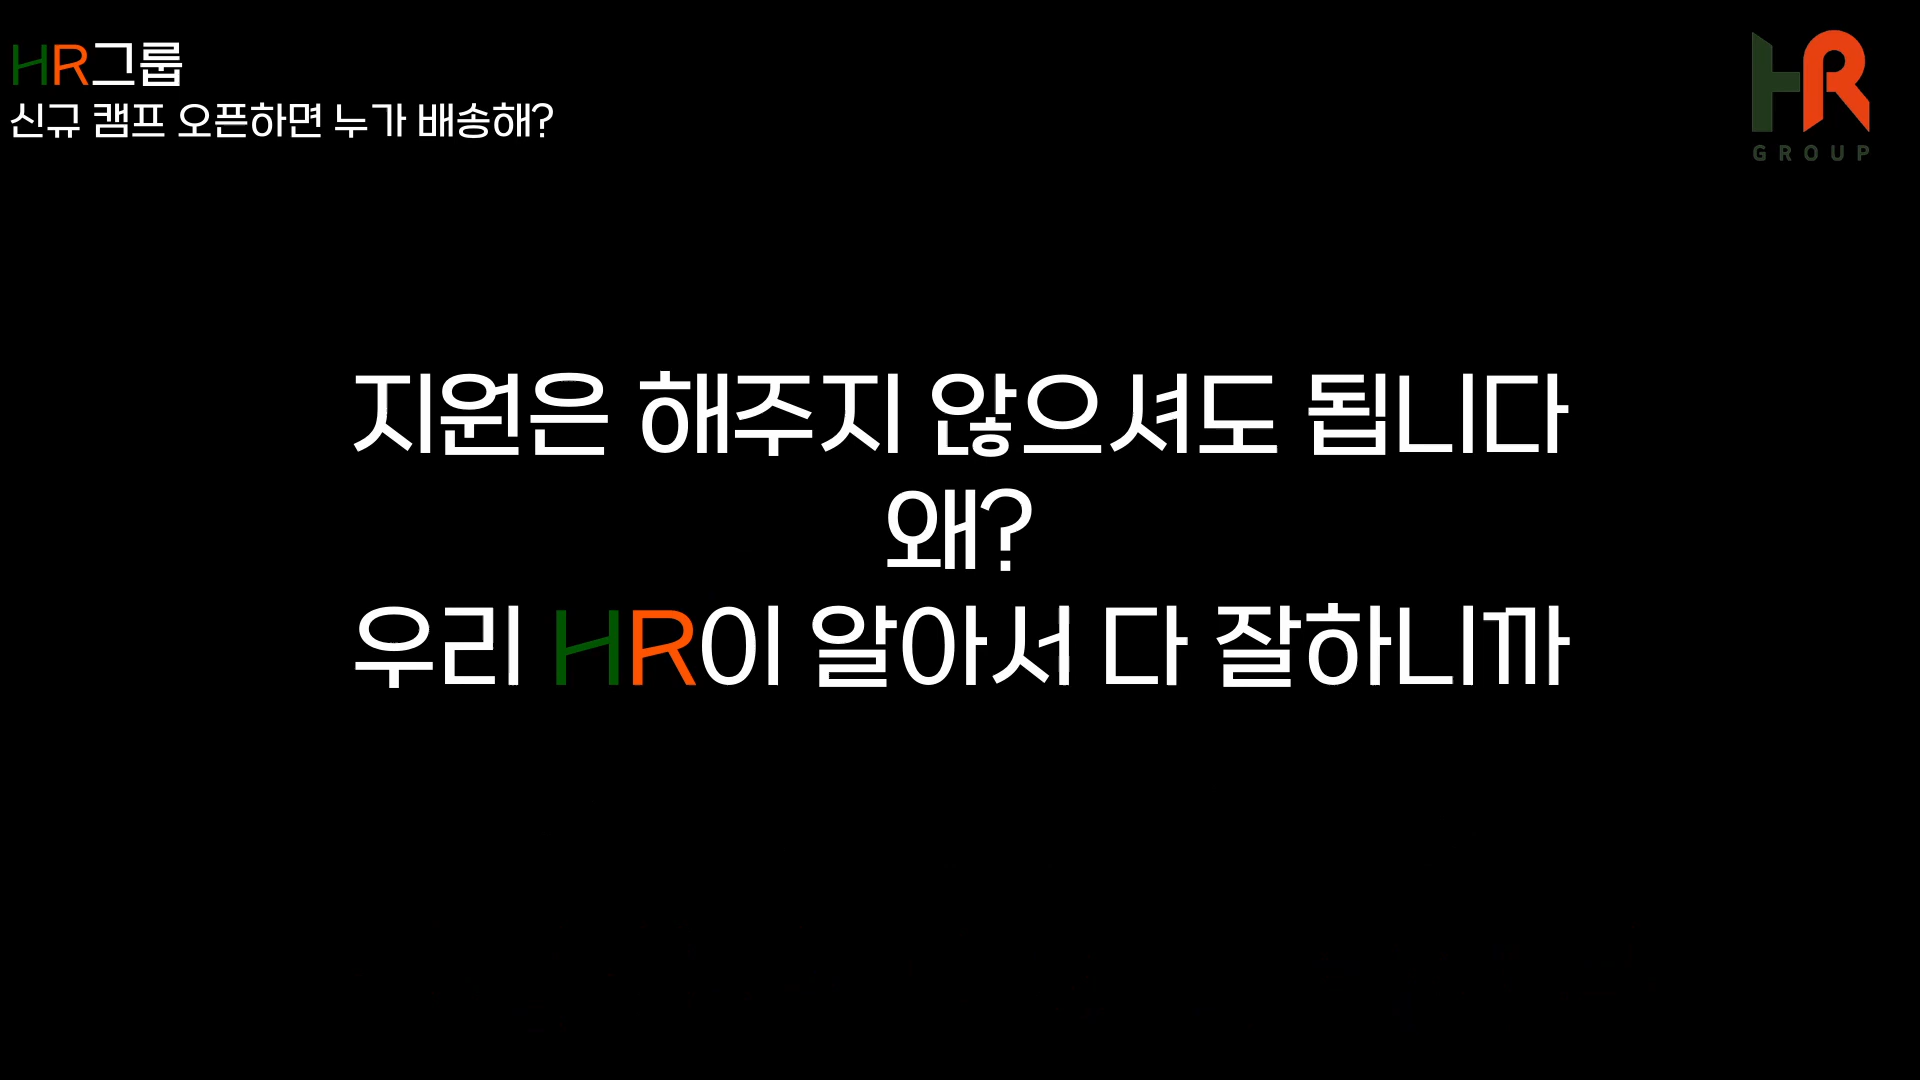 HR그룹
신규 캠프 오픈하면 누가 배송해?
HR
GROUP
지원은 해주지 않으셔도 됩니다
왜?
우리 HR이 알아서 다 잘하니까